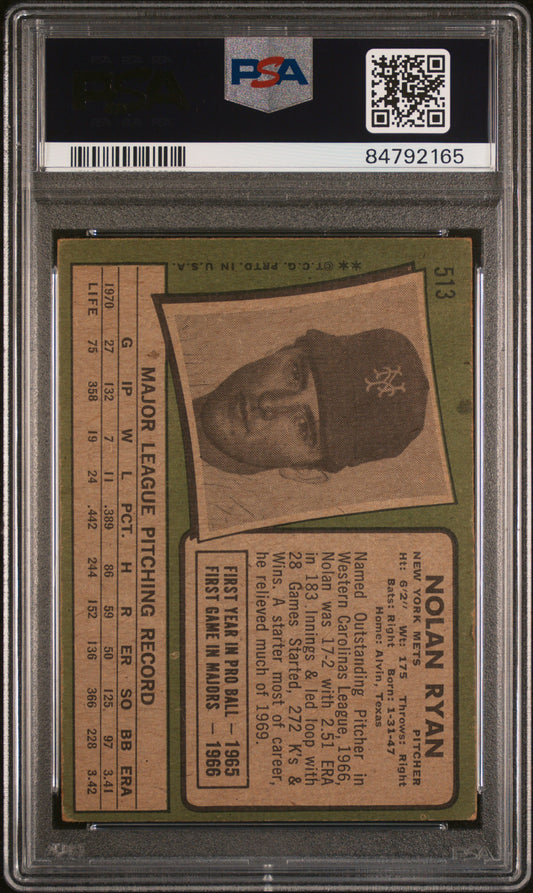 PSA
PSA
84792165
513
**©T.C.G. PRTD. IN U.S.A.
NOLAN RYAN
NEW YORK METS PITCHER
Ht: 6'2" Wt: 175 Throws: Right
Bats: Right Born: 1-31-47
Home: Alvin, Texas
Named Outstanding Pitcher in
Western Carolinas League, 1966,
Nolan was 17-2 with 2.51 ERA
in 183 Innings & led loop with
28 Games Started, 272 K's &
Wins. A starter most of career,
he relieved much of 1969.
FIRST YEAR IN PRO BALL — 1965
FIRST GAME IN MAJORS — 1966
NY
MAJOR LEAGUE PITCHING RECORD
G IP W L PCT. H R ER SO BB ERA
1970 27 132 7 11 .389 86 59 50 125 97 3.41
LIFE 75 358 19 24 .442 244 152 136 366 228 3.42
PSA